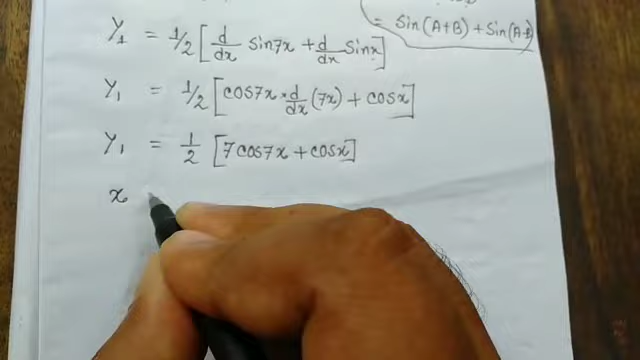 = Sin(A+B) + Sin(A-B)
y₁ = 1/2 [d/dx sin7x + d/dx sinx]
y₁ = 1/2 [cos7x · d/dx (7x) + cosx]
y₁ = 1/2 [7cos7x + cosx]
x